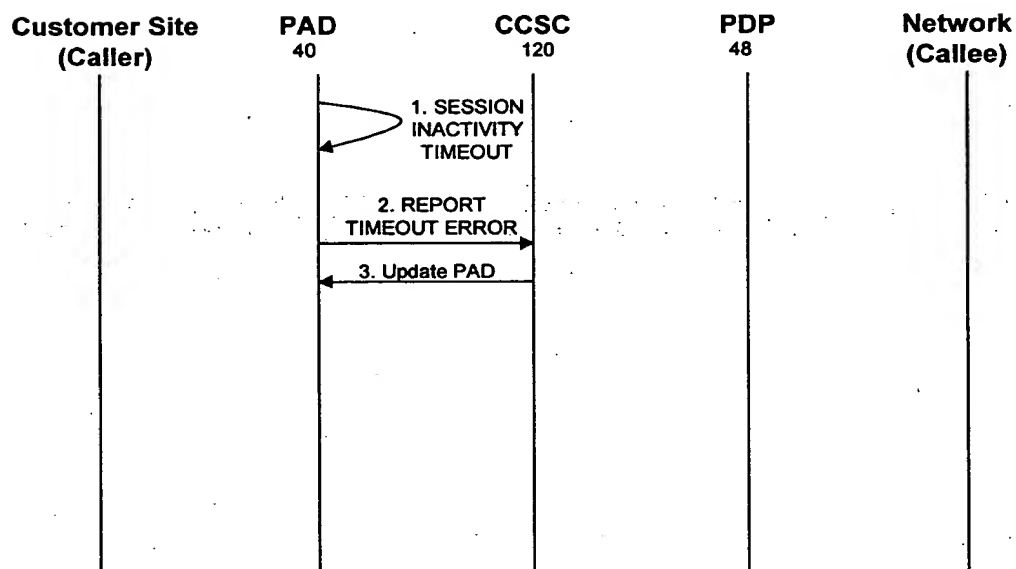 Customer Site
(Caller)
PAD
40
CCSC
120
PDP
48
Network
(Callee)
1. SESSION
INACTIVITY
TIMEOUT
2. REPORT
TIMEOUT ERROR
3. Update PAD